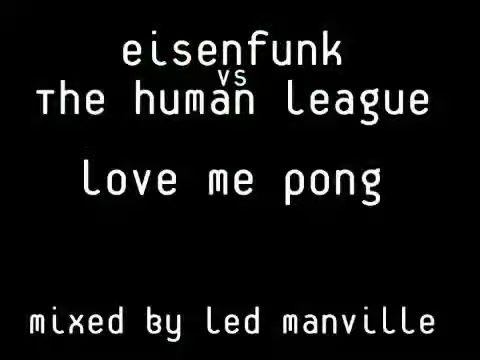 eisenfunk
vs
The human league
love me pong
mixed by led manville